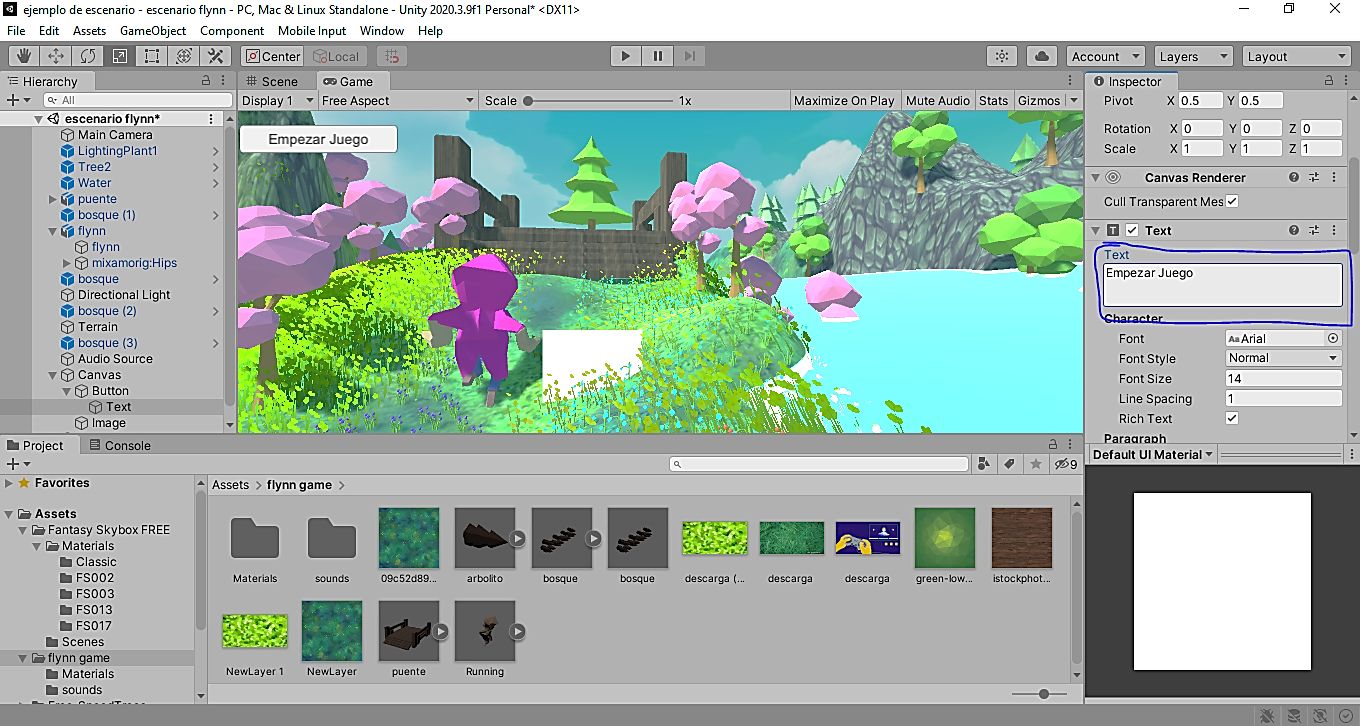 ejemplo de escenario - escenario flynn - PC, Mac & Linux Standalone - Unity 2020.3.9f1 Personal* <DX11>
File Edit Assets GameObject Component Mobile Input Window Help
Center Local Account Layers Layout
Hierarchy
All
escenario flynn*
Main Camera
LightingPlant1
Tree2
Water
puente
bosque (1)
flynn
flynn
mixamorig:Hips
bosque
Directional Light
bosque (2)
Terrain
bosque (3)
Audio Source
Canvas
Button
Text
Image
Scene Game
Display 1 Free Aspect Scale 1x Maximize On Play Mute Audio Stats Gizmos
Empezar Juego
Inspector
Pivot X 0.5 Y 0.5
Rotation X 0 Y 0 Z 0
Scale X 1 Y 1 Z 1
Canvas Renderer
Cull Transparent Mes
Text
Text
Empezar Juego
Character
Font Arial
Font Style Normal
Font Size 14
Line Spacing 1
Rich Text
Paragraph
Default UI Material
Project Console
9
Favorites
Assets
Fantasy Skybox FREE
Materials
Classic
FS002
FS003
FS013
FS017
Scenes
flynn game
Materials
sounds
Assets > flynn game >
Materials sounds 09c52d89... arbolito bosque bosque descarga (... descarga descarga green-low... istockphot...
NewLayer 1 NewLayer puente Running